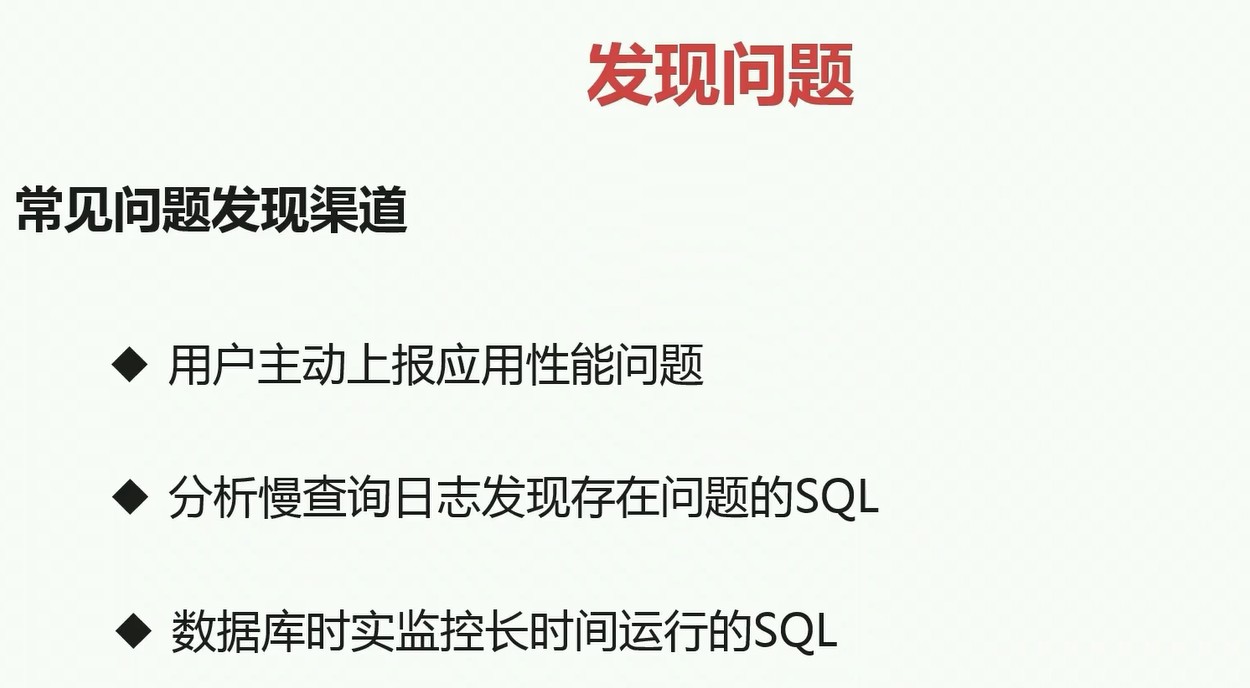 发现问题
常见问题发现渠道
◆ 用户主动上报应用性能问题
◆ 分析慢查询日志发现存在问题的SQL
◆ 数据库时实监控长时间运行的SQL